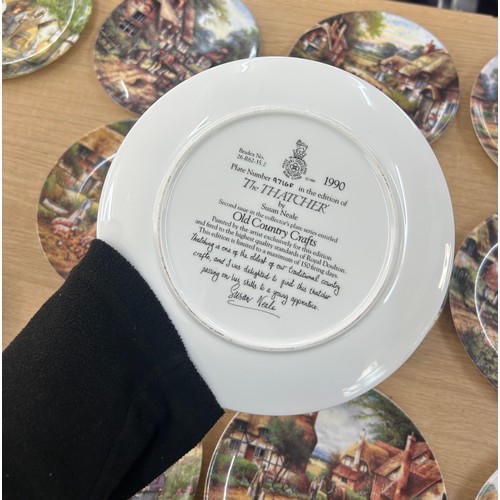 Bradex No.
26-R62-35.2
© 1990
1990
Plate Number 9716F in the edition of
'The THATCHER'
by
Susan Neale
Second issue in the collector's plate series entitled
Old Country Crafts
Painted by the artist exclusively for this edition
and fired to the highest quality standards of Royal Doulton.
This edition is limited to a maximum of 150 firing days.
Thatching is one of the oldest of our traditional country
crafts, and I was delighted to paint this thatcher
passing on his skills to a young apprentice.
Susan Neale